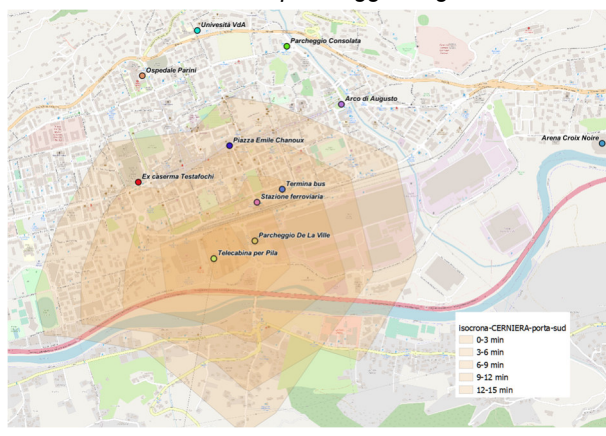 Univesità VdA
Parcheggio Consolata
Ospedale Parini
Arco di Augusto
Arena Croix Noire
Piazza Emile Chanoux
Ex caserma Testafochi
Termina bus
Stazione ferroviaria
Parcheggio De La Ville
Telecabina per Pila
isocrona-CERNIERA-porta-sud
0-3 min
3-6 min
6-9 min
9-12 min
12-15 min